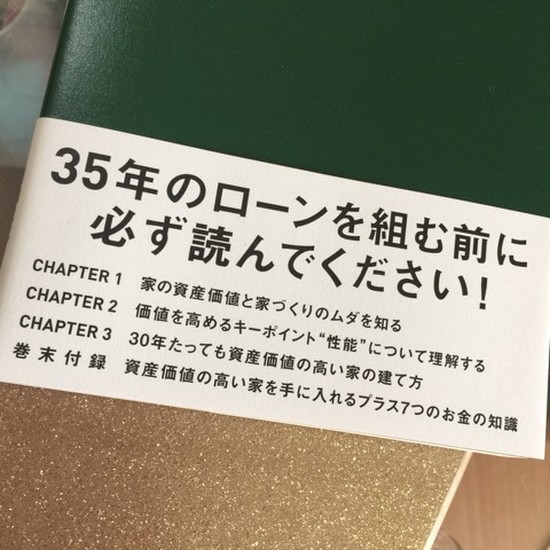 35年のローンを組む前に
必ず読んでください!
CHAPTER 1 家の資産価値と家づくりのムダを知る
CHAPTER 2 価値を高めるキーポイント“性能”について理解する
CHAPTER 3 30年たっても資産価値の高い家の建て方
巻末付録 資産価値の高い家を手に入れるプラス7つのお金の知識